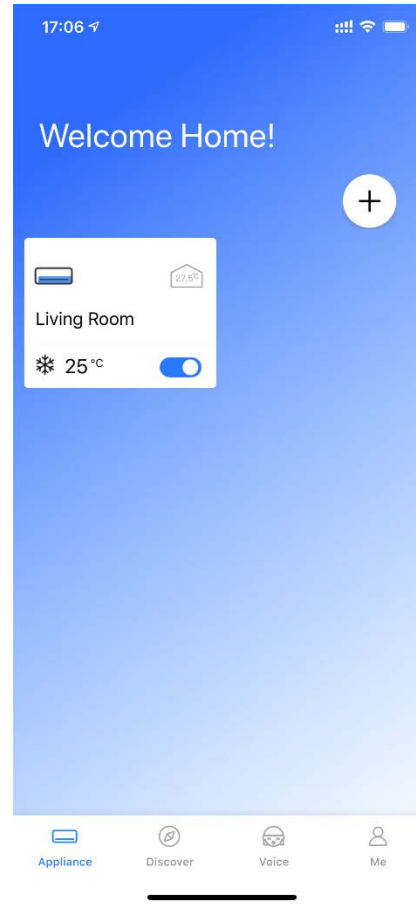 17:06
Welcome Home!
+
27.5℃
Living Room
25 °C
Appliance Discover Voice Me